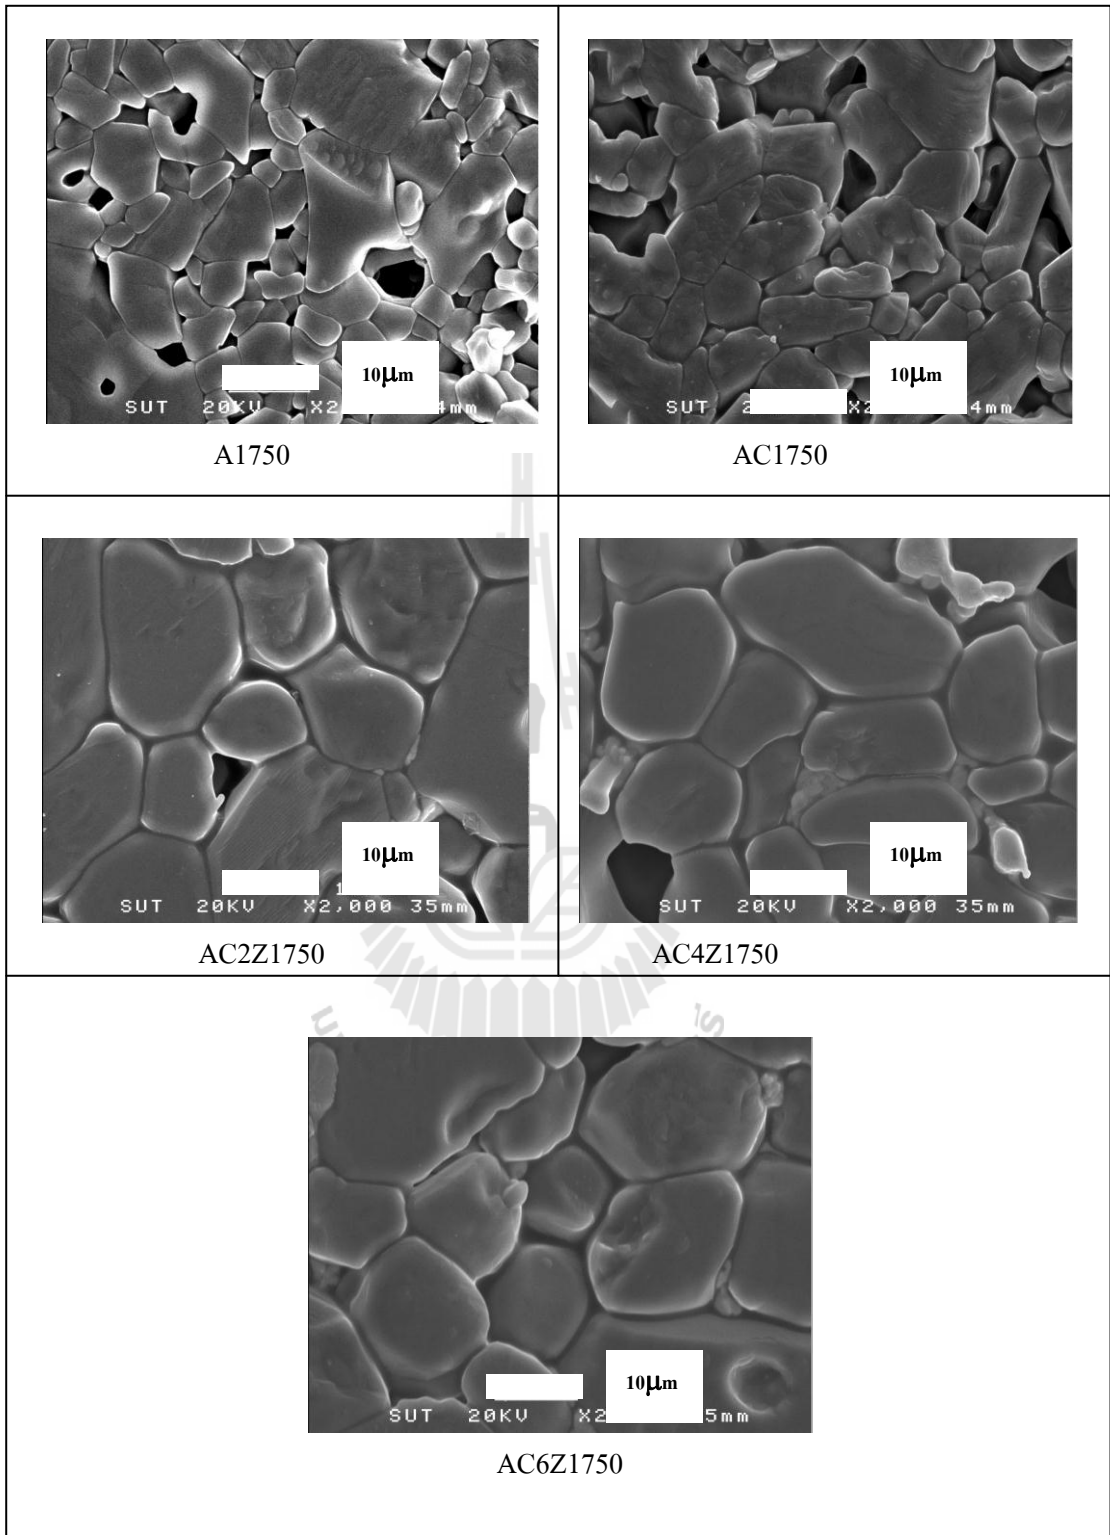 10μm
SUT 20KV X2 4mm
A1750
10μm
SUT 2 X2 4mm
AC1750
10μm
SUT 20KV X2,000 35mm
AC2Z1750
10μm
SUT 20KV X2,000 35mm
AC4Z1750
10μm
SUT 20KV X2 5mm
AC6Z1750